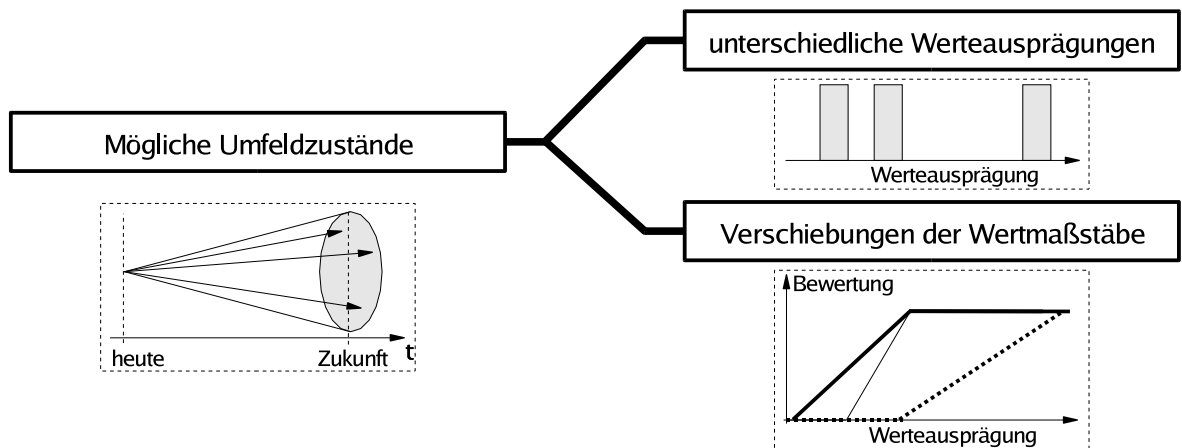 unterschiedliche Werteausprägungen
Mögliche Umfeldzustände
Werteausprägung
Verschiebungen der Wertmaßstäbe
heute
Zukunft
t
Bewertung
Werteausprägung